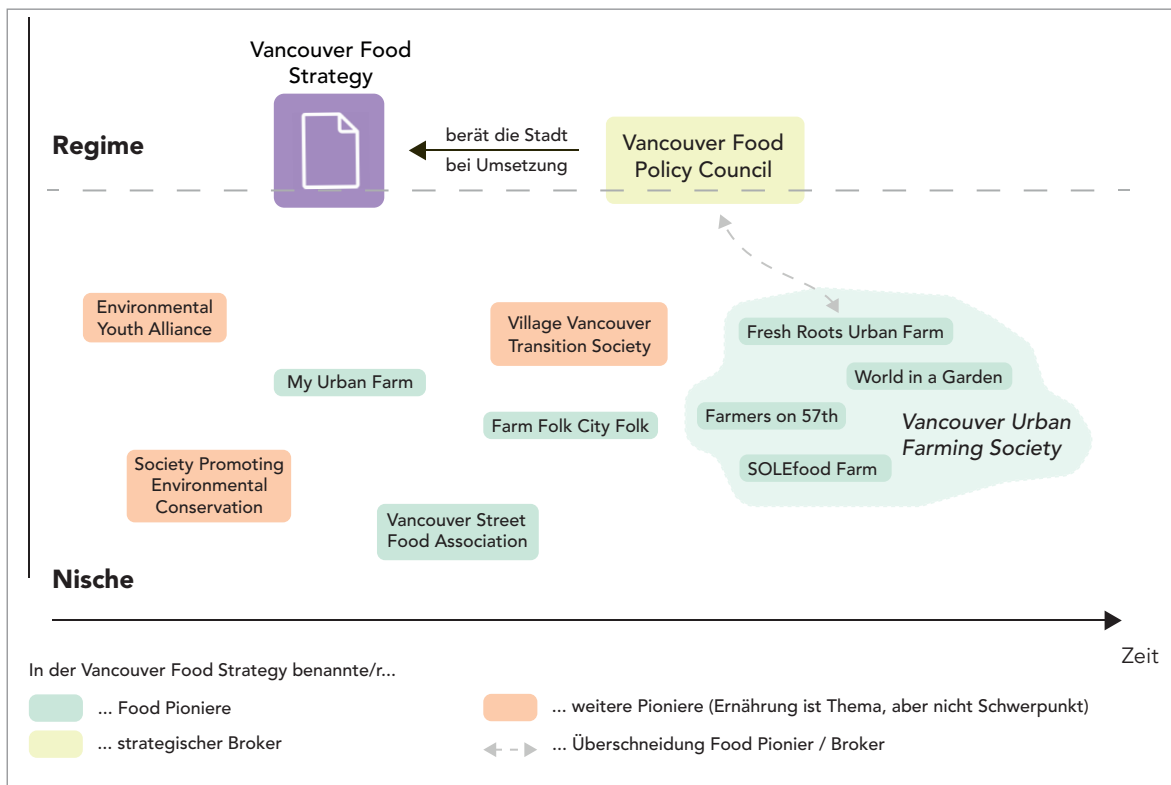 Vancouver Food
Strategy
Regime
berät die Stadt
bei Umsetzung
Vancouver Food
Policy Council
Environmental
Youth Alliance
Village Vancouver
Transition Society
Fresh Roots Urban Farm
My Urban Farm
World in a Garden
Farm Folk City Folk
Farmers on 57th
Vancouver Urban
Farming Society
Society Promoting
Environmental
Conservation
SOLEfood Farm
Vancouver Street
Food Association
Nische
Zeit
In der Vancouver Food Strategy benannte/r...
... Food Pioniere
... weitere Pioniere (Ernährung ist Thema, aber nicht Schwerpunkt)
... strategischer Broker
... Überschneidung Food Pionier / Broker